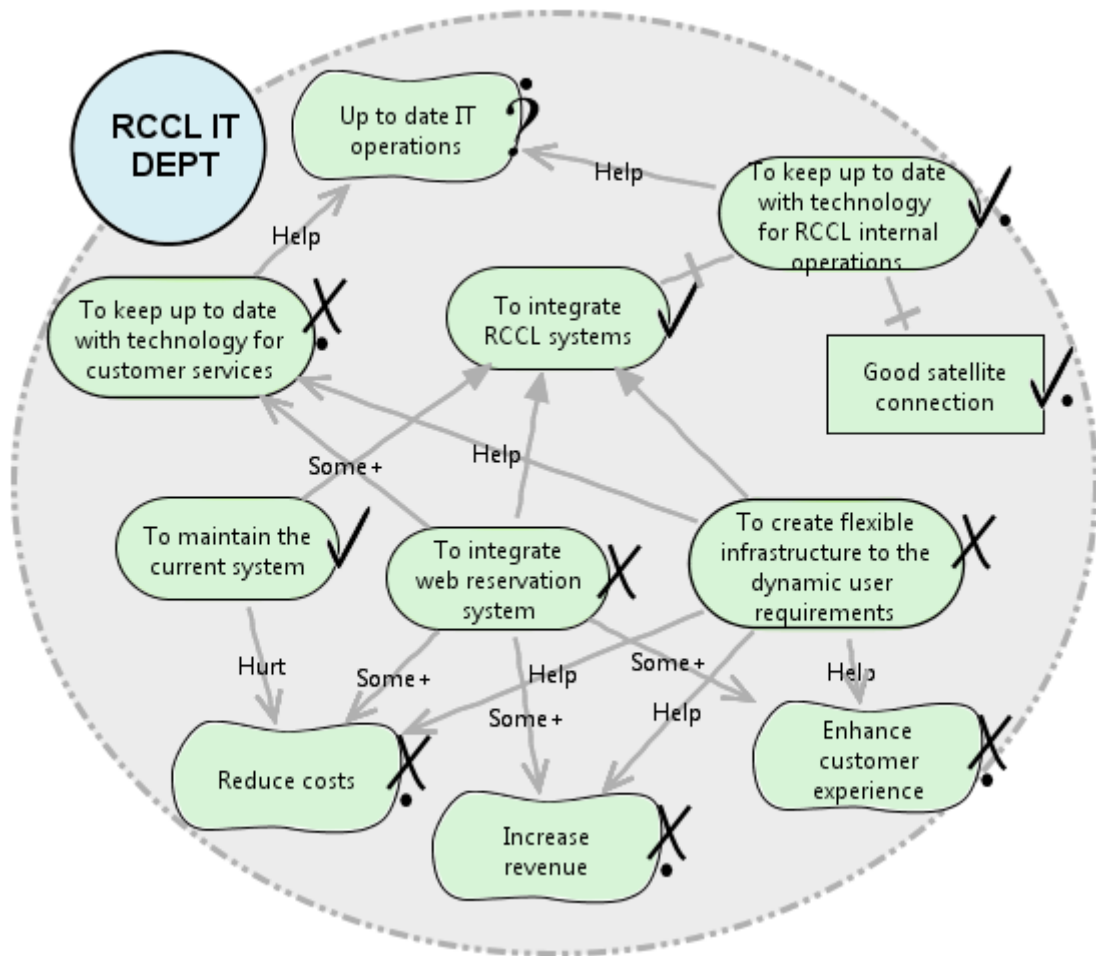 RCCL IT
DEPT
Up to date IT
operations
Help
To keep up to date
with technology
for RCCL internal
operations
Help
To keep up to date
with technology for
customer services
To integrate
RCCL systems
Good satellite
connection
Some+
Help
To maintain the
current system
To integrate
web reservation
system
To create flexible
infrastructure to the
dynamic user
requirements
Hurt
Some+
Help
Some+
Help
Some+
Help
Reduce costs
Increase
revenue
Enhance
customer
experience